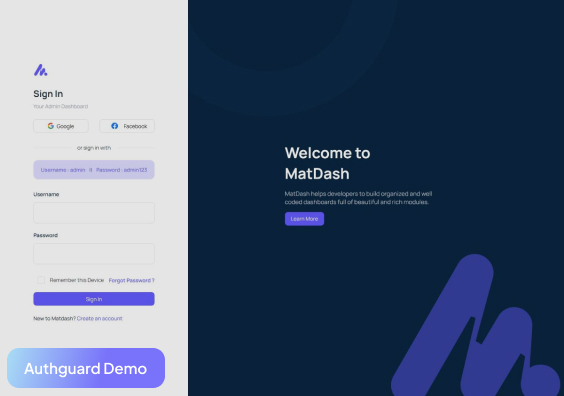 Sign In
Your Admin Dashboard
Google
Facebook
or sign in with
Username : admin || Password : admin123
Username
Password
Remember this Device
Forgot Password ?
Sign In
New to Matdash? Create an account
Authguard Demo
Welcome to
MatDash
MatDash helps developers to build organized and well
coded dashboards full of beautiful and rich modules.
Learn More